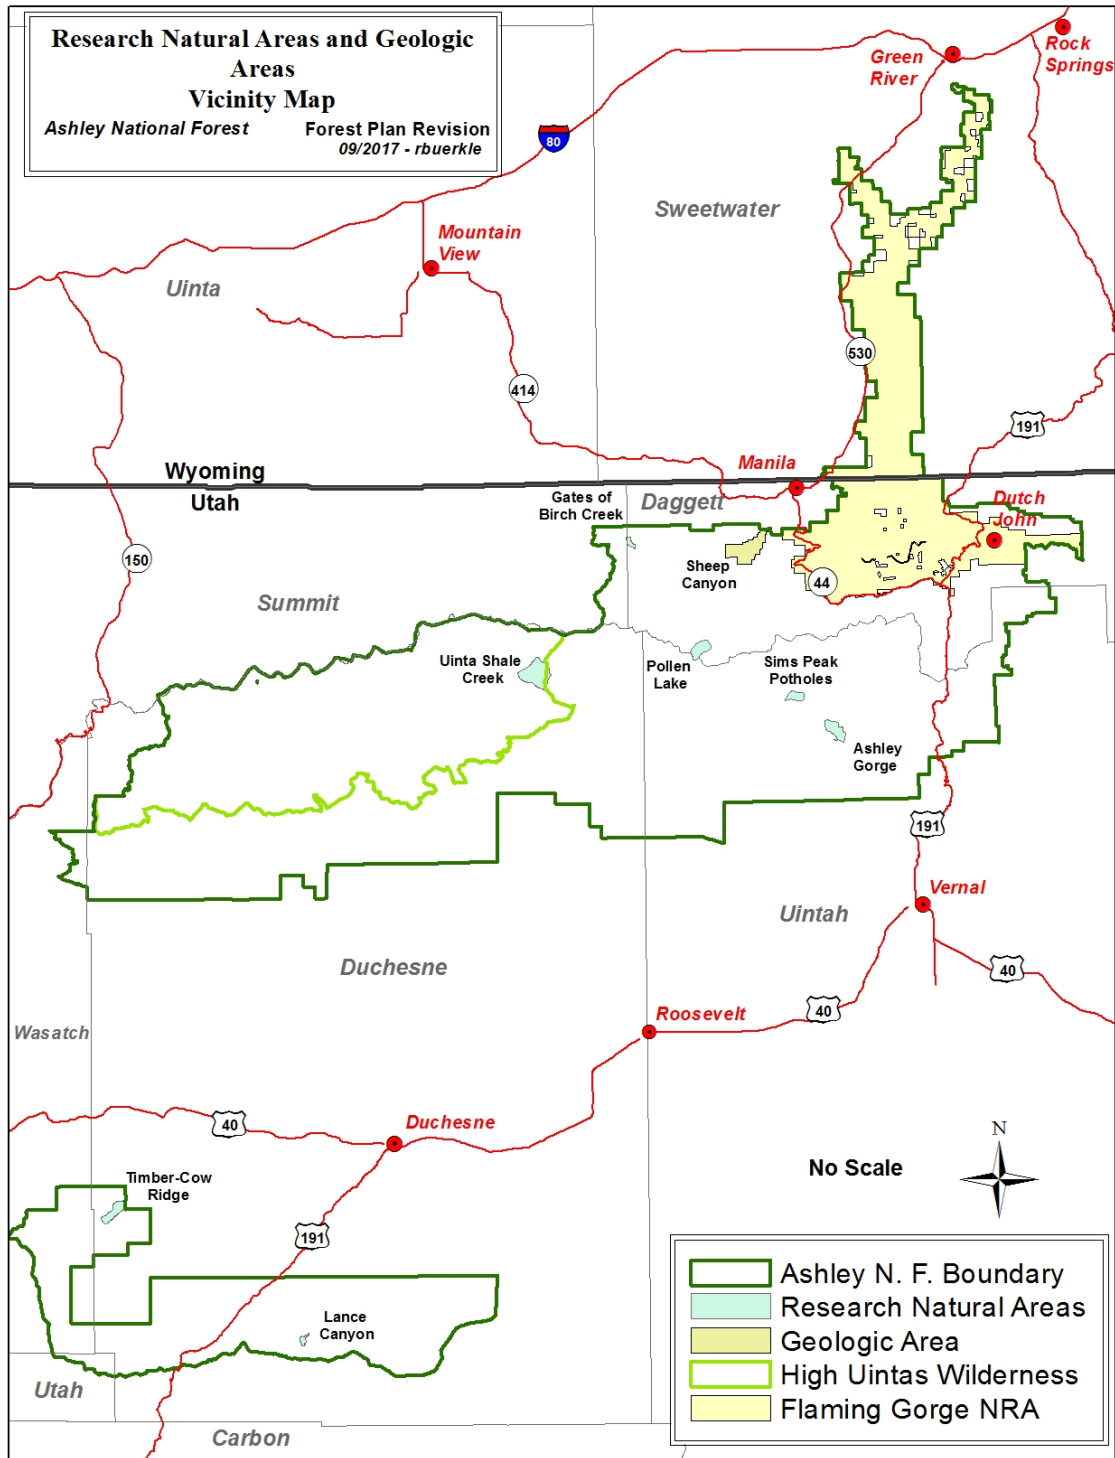 Research Natural Areas and Geologic
Areas
Vicinity Map
Ashley National Forest Forest Plan Revision
09/2017 - rbuerkle
Rock
Springs
Green
River
80
Sweetwater
Mountain
View
Uinta
530
414
191
Wyoming
Utah
Manila
Gates of
Birch Creek
Daggett
Dutch
John
150
Sheep
Canyon
44
Summit
Uinta Shale
Creek
Pollen
Lake
Sims Peak
Potholes
Ashley
Gorge
191
Vernal
Uintah
Duchesne
40
40
Roosevelt
Wasatch
40
Duchesne
No Scale
N
Timber-Cow
Ridge
191
Lance
Canyon
Utah
Carbon
Ashley N. F. Boundary
Research Natural Areas
Geologic Area
High Uintas Wilderness
Flaming Gorge NRA